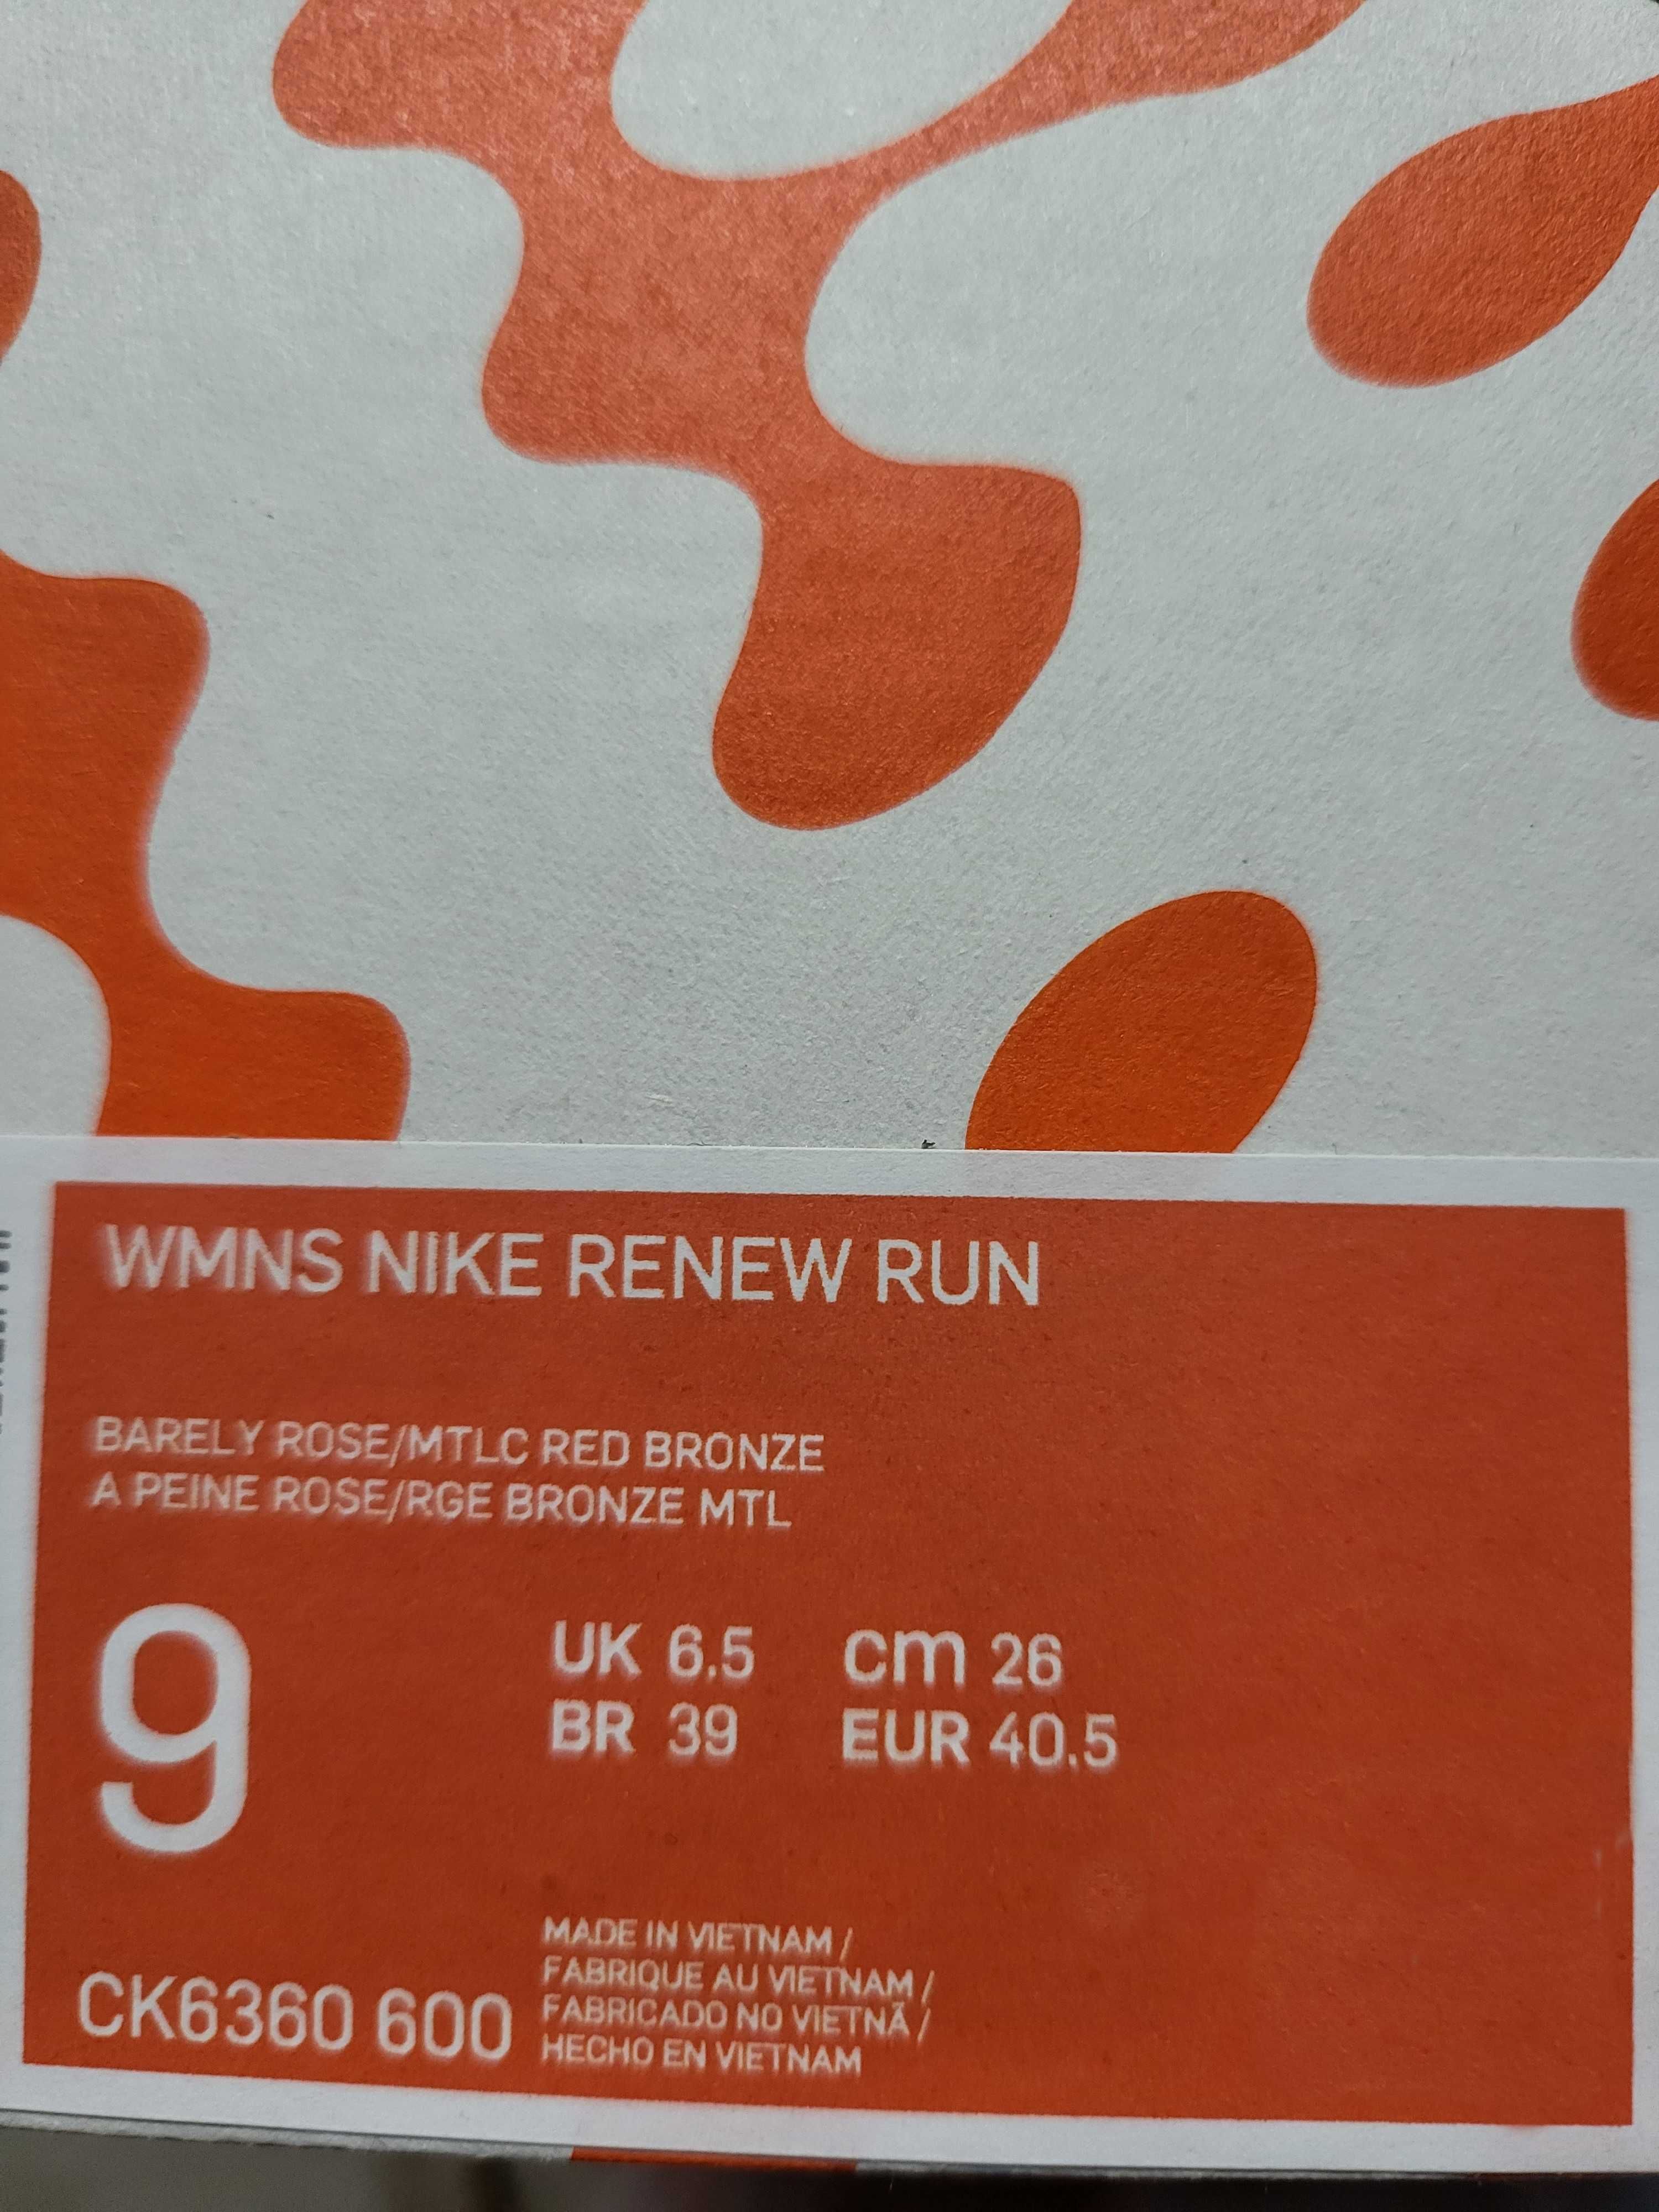 WMNS NIKE RENEW RUN
BARELY ROSE/MTLC RED BRONZE
A PEINE ROSE/RGE BRONZE MTL
9
UK 6.5 cm 26
BR 39 EUR 40.5
CK6360 600
MADE IN VIETNAM /
FABRIQUE AU VIETNAM /
FABRICADO NO VIETNÃ /
HECHO EN VIETNAM